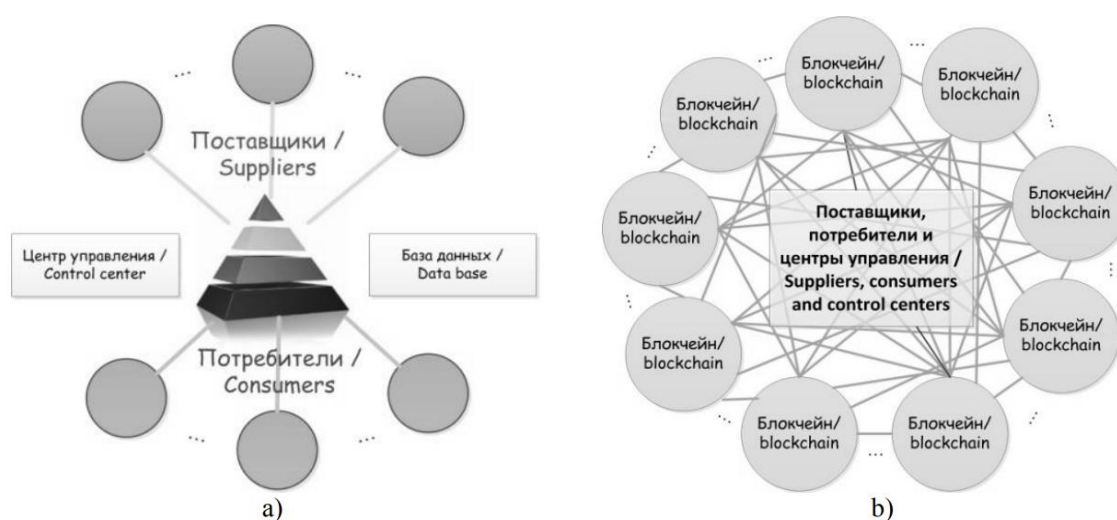 ...
...
Поставщики /
Suppliers
Центр управления /
Control center
База данных /
Data base
Потребители /
Consumers
...
...
a)
...
Блокчейн/
blockchain
Блокчейн/
blockchain
...
Блокчейн/
blockchain
...
...
Блокчейн/
blockchain
Блокчейн/
blockchain
Поставщики,
потребители и
центры управления /
Suppliers, consumers
and control centers
...
...
Блокчейн/
blockchain
Блокчейн/
blockchain
...
...
Блокчейн/
blockchain
Блокчейн/
blockchain
...
b)